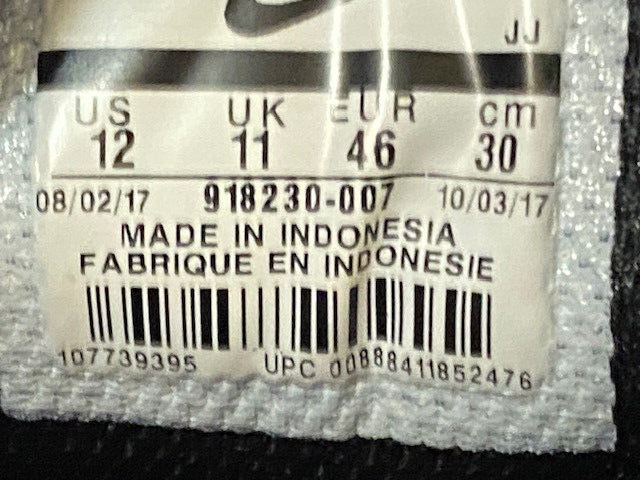 JJ
US UK EUR cm
12 11 46 30
08/02/17 918230-007 10/03/17
MADE IN INDONESIA
FABRIQUE EN INDONESIE
107739395 UPC 00888411852476